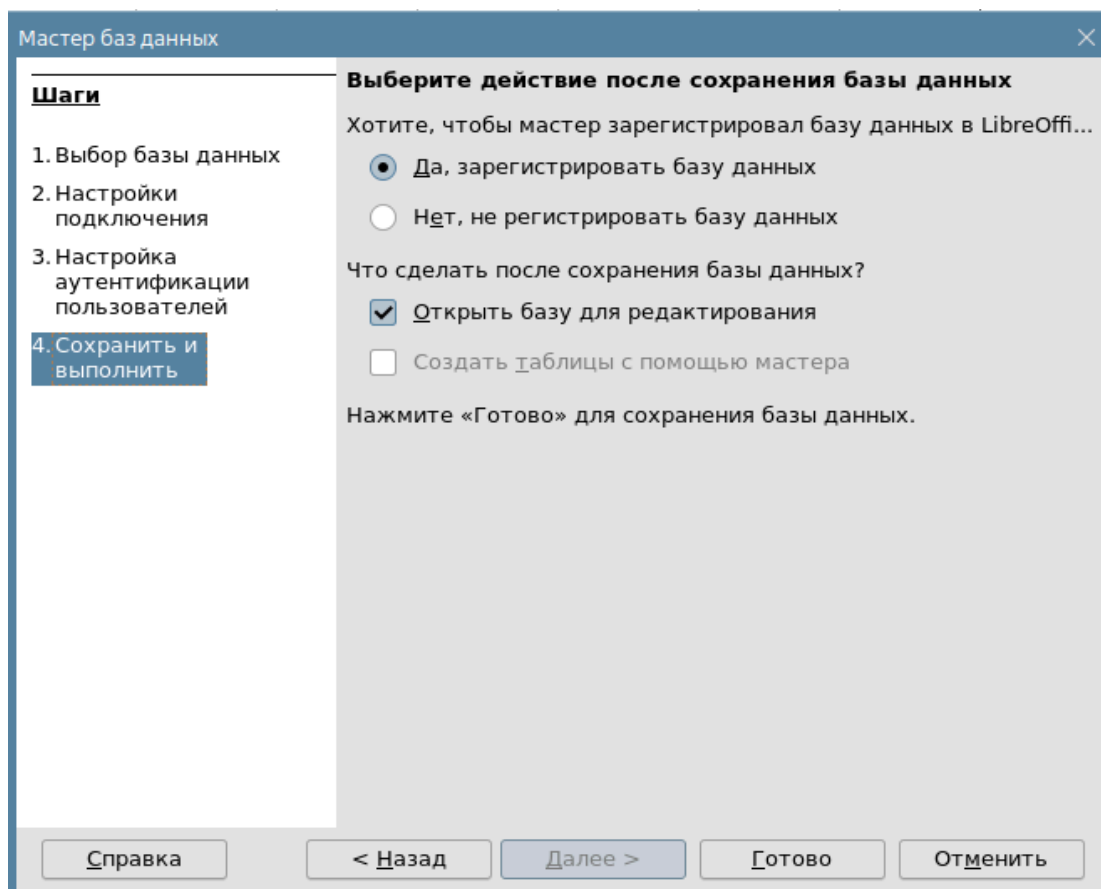 Мастер баз данных
Шаги
1. Выбор базы данных
2. Настройки
подключения
3. Настройка
аутентификации
пользователей
4. Сохранить и
выполнить
Выберите действие после сохранения базы данных
Хотите, чтобы мастер зарегистрировал базу данных в LibreOffi...
Да, зарегистрировать базу данных
Нет, не регистрировать базу данных
Что сделать после сохранения базы данных?
Открыть базу для редактирования
Создать таблицы с помощью мастера
Нажмите «Готово» для сохранения базы данных.
Справка
< Назад
Далее >
Готово
Отменить